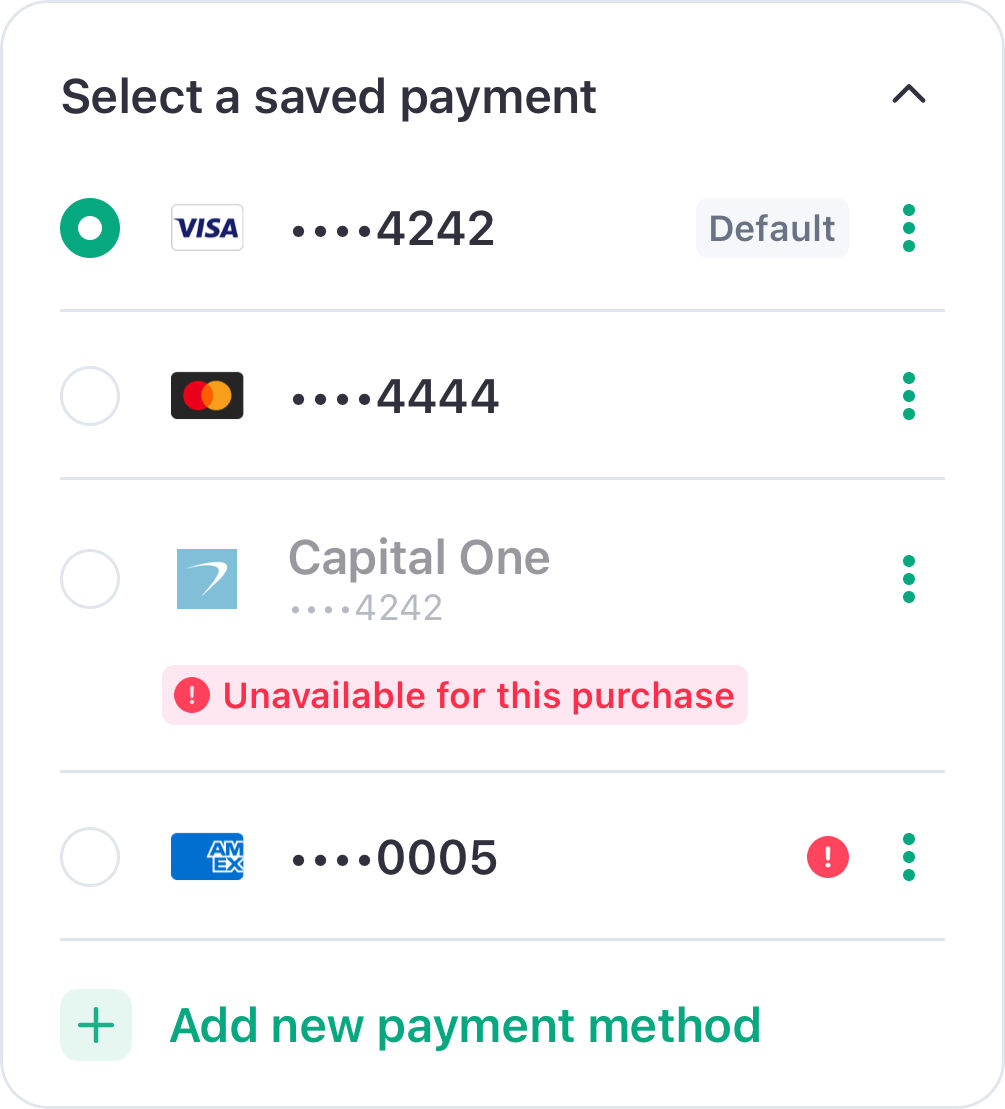 Select a saved payment
VISA ••••4242 Default
••••4444
Capital One
••••4242
! Unavailable for this purchase
AM
EX ••••0005 !
Add new payment method